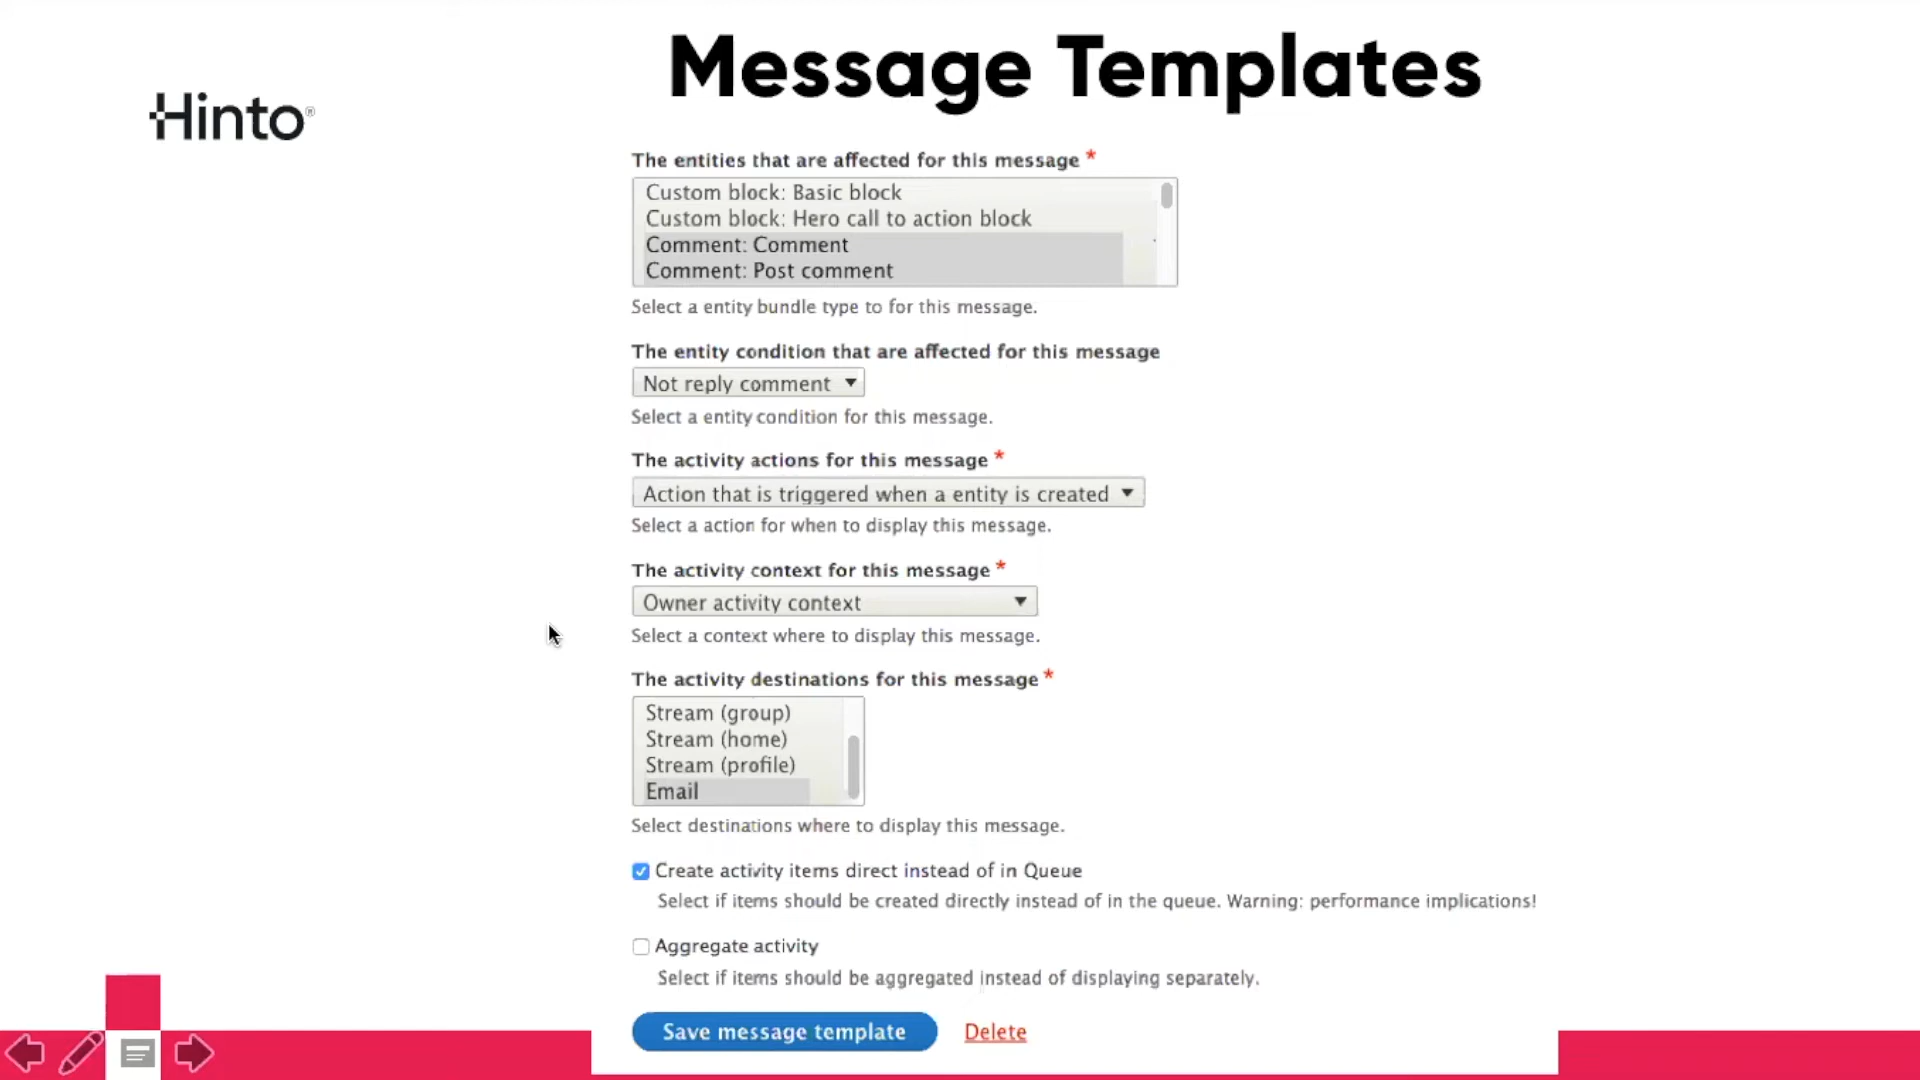 Message Templates
Hinto®
The entities that are affected for this message *
Custom block: Basic block
Custom block: Hero call to action block
Comment: Comment
Comment: Post comment
Select a entity bundle type to for this message.
The entity condition that are affected for this message
Not reply comment
Select a entity condition for this message.
The activity actions for this message *
Action that is triggered when a entity is created
Select a action for when to display this message.
The activity context for this message *
Owner activity context
Select a context where to display this message.
The activity destinations for this message *
Stream (group)
Stream (home)
Stream (profile)
Email
Select destinations where to display this message.
Create activity items direct instead of in Queue
Select if items should be created directly instead of in the queue. Warning: performance implications!
Aggregate activity
Select if items should be aggregated instead of displaying separately.
Save message template Delete